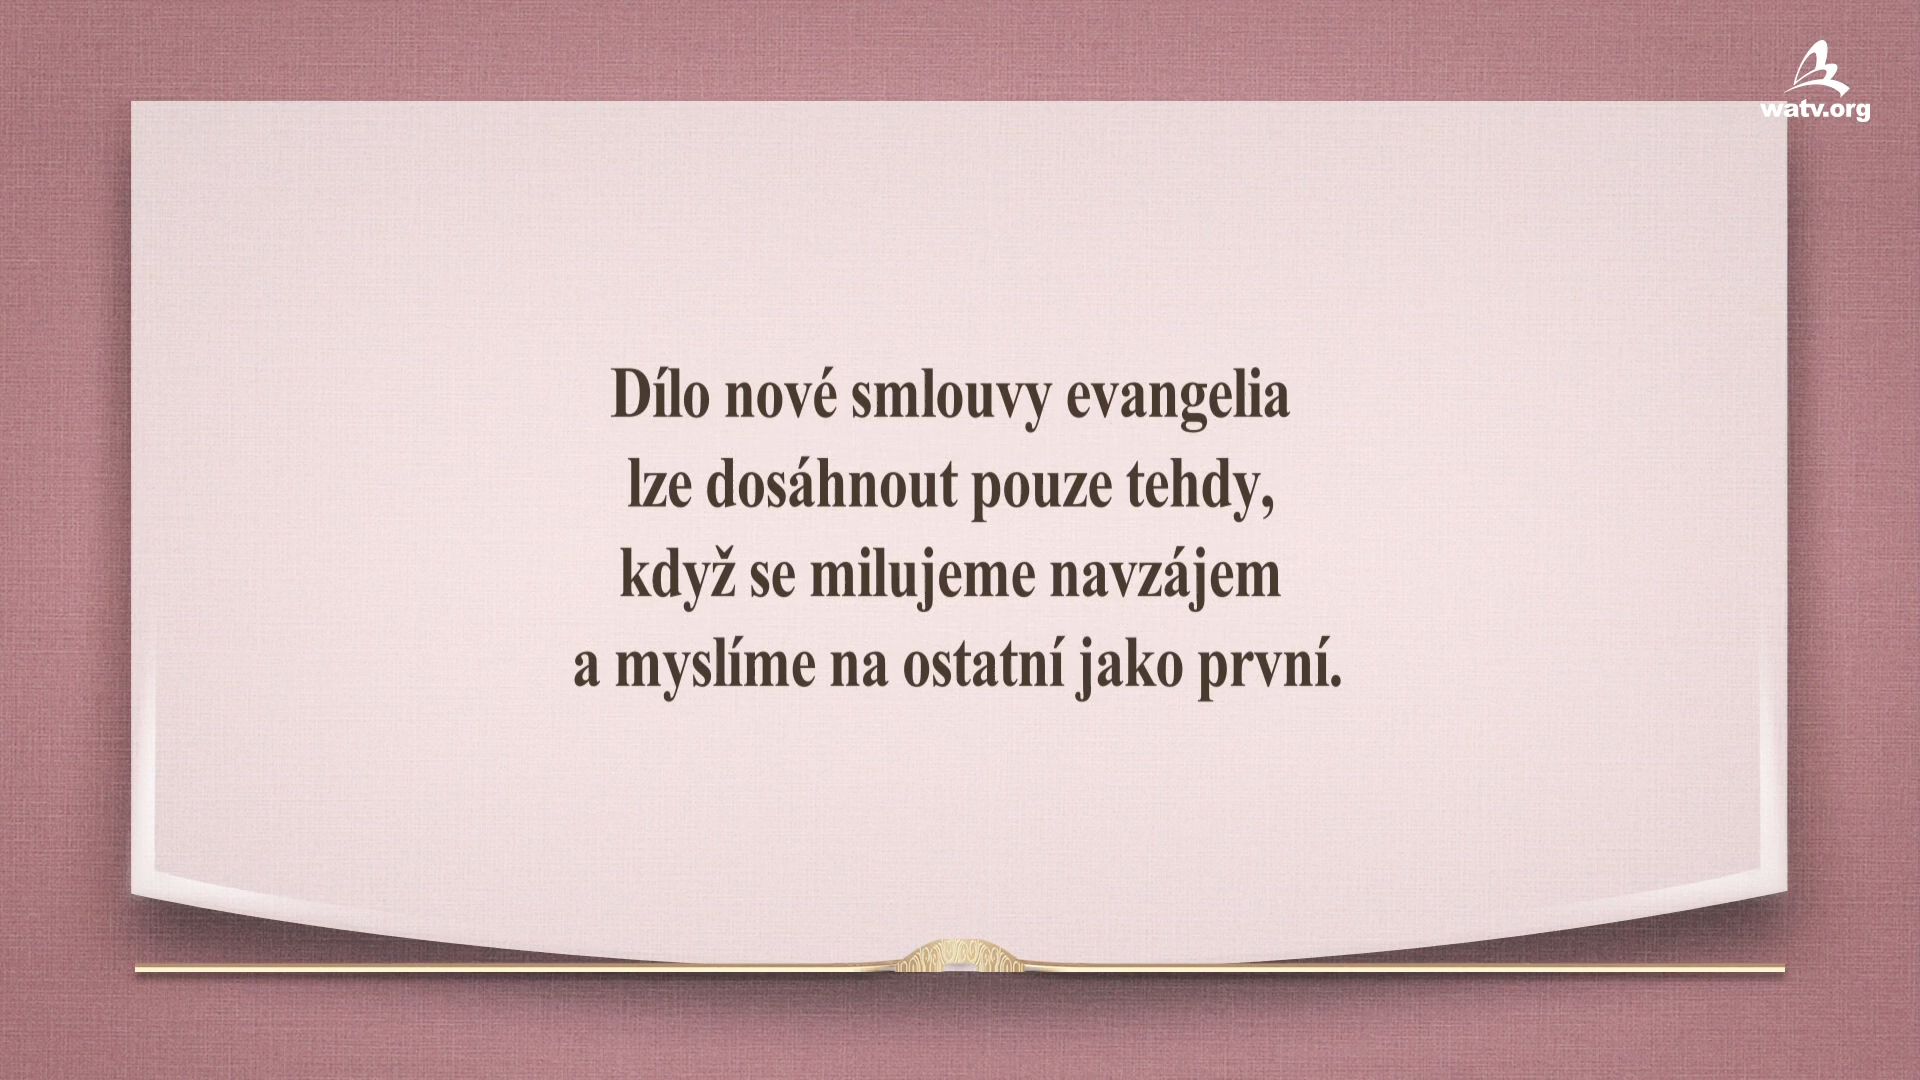 watv.org
Dílo nové smlouvy evangelia
lze dosáhnout pouze tehdy,
když se milujeme navzájem
a myslíme na ostatní jako první.